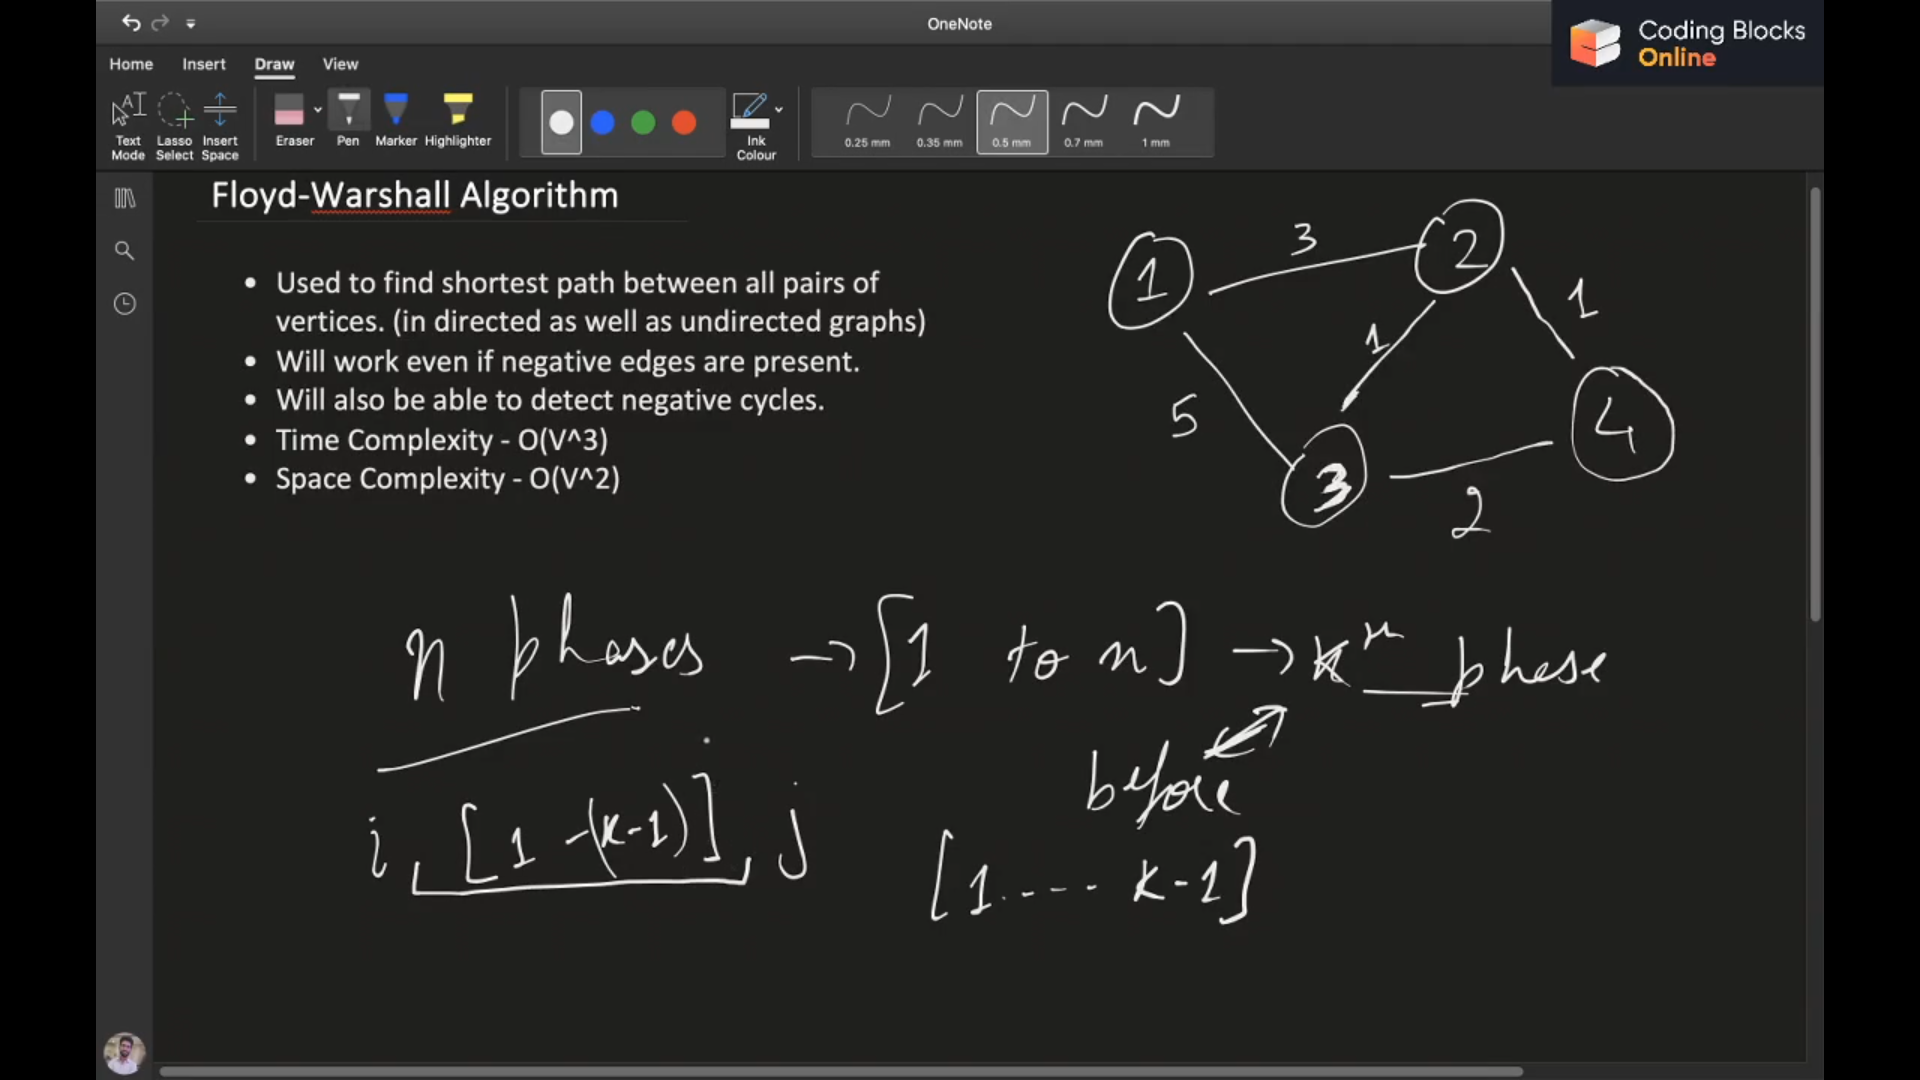 OneNote
Coding Blocks
Online
Home Insert Draw View
Text Mode
Lasso Select
Insert Space
Eraser
Pen
Marker
Highlighter
Ink Colour
0.25 mm
0.35 mm
0.5 mm
0.7 mm
1 mm
Floyd-Warshall Algorithm
• Used to find shortest path between all pairs of
vertices. (in directed as well as undirected graphs)
• Will work even if negative edges are present.
• Will also be able to detect negative cycles.
• Time Complexity - O(V^3)
• Space Complexity - O(V^2)
1 3 2
1 1
5 3 2 4
n phases → [1 to n] → k phase
before
i, [1 -(k-1)], j
[1.---- k-1]